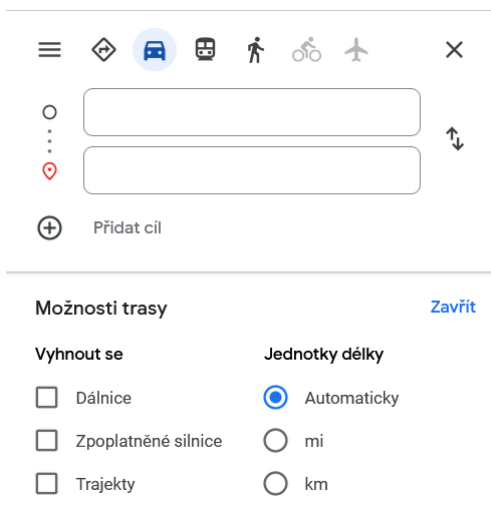 Přidat cíl
Možnosti trasy
Zavřít
Vyhnout se
Jednotky délky
Dálnice
Automaticky
Zpoplatněné silnice
mi
Trajekty
km